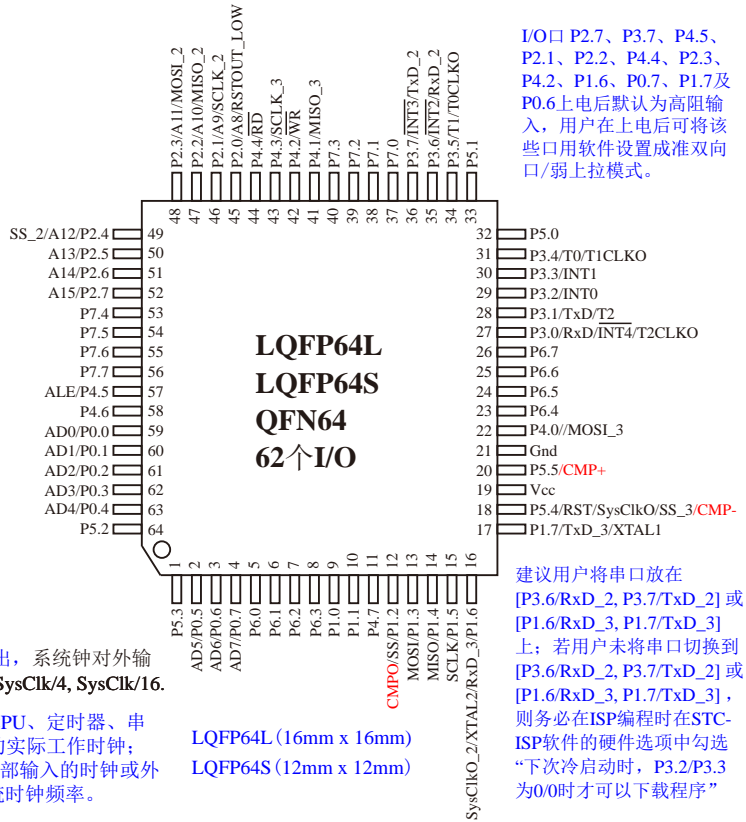 I/O口 P2.7、P3.7、P4.5、
P2.1、P2.2、P4.4、P2.3、
P4.2、P1.6、P0.7、P1.7及
P0.6上电后默认为高阻输
入，用户在上电后可将该
些口用软件设置成准双向
口/弱上拉模式。
P2.3/A11/MOSI_2
P2.2/A10/MISO_2
P2.1/A9/SCLK_2
P2.0/A8/RSTOUT_LOW
P4.4/RD
P4.3/SCLK_3
P4.2/WR
P4.1/MISO_3
P7.3
P7.2
P7.1
P7.0
P3.7/INT3/TxD_2
P3.6/INT2/RxD_2
P3.5/T1/T0CLKO
P5.1
48 47 46 45 44 43 42 41 40 39 38 37 36 35 34 33
SS_2/A12/P2.4 49
A13/P2.5 50
A14/P2.6 51
A15/P2.7 52
P7.4 53
P7.5 54
P7.6 55
P7.7 56
ALE/P4.5 57
P4.6 58
AD0/P0.0 59
AD1/P0.1 60
AD2/P0.2 61
AD3/P0.3 62
AD4/P0.4 63
P5.2 64
LQFP64L
LQFP64S
QFN64
62个I/O
32 P5.0
31 P3.4/T0/T1CLKO
30 P3.3/INT1
29 P3.2/INT0
28 P3.1/TxD/T2
27 P3.0/RxD/INT4/T2CLKO
26 P6.7
25 P6.6
24 P6.5
23 P6.4
22 P4.0//MOSI_3
21 Gnd
20 P5.5/CMP+
19 Vcc
18 P5.4/RST/SysClkO/SS_3/CMP-
17 P1.7/TxD_3/XTAL1
1 2 3 4 5 6 7 8 9 10 11 12 13 14 15 16
P5.3
AD5/P0.5
AD6/P0.6
AD7/P0.7
P6.0
P6.1
P6.2
P6.3
P1.0
P1.1
P4.7
CMPO/SS/P1.2
MOSI/P1.3
MISO/P1.4
SCLK/P1.5
SysClkO_2/XTAL2/RxD_3/P1.6
出，系统钟对外输
SysClk/4, SysClk/16.
PU、定时器、串
实际工作时钟；
部输入的时钟或外
统时钟频率。
LQFP64L（16mm x 16mm）
LQFP64S（12mm x 12mm）
建议用户将串口放在
[P3.6/RxD_2, P3.7/TxD_2] 或
[P1.6/RxD_3, P1.7/TxD_3]
上；若用户未将串口切换到
[P3.6/RxD_2, P3.7/TxD_2] 或
[P1.6/RxD_3, P1.7/TxD_3] ，
则务必在ISP编程时在STC-
ISP软件的硬件选项中勾选
“下次冷启动时，P3.2/P3.3
为0/0时才可以下载程序”